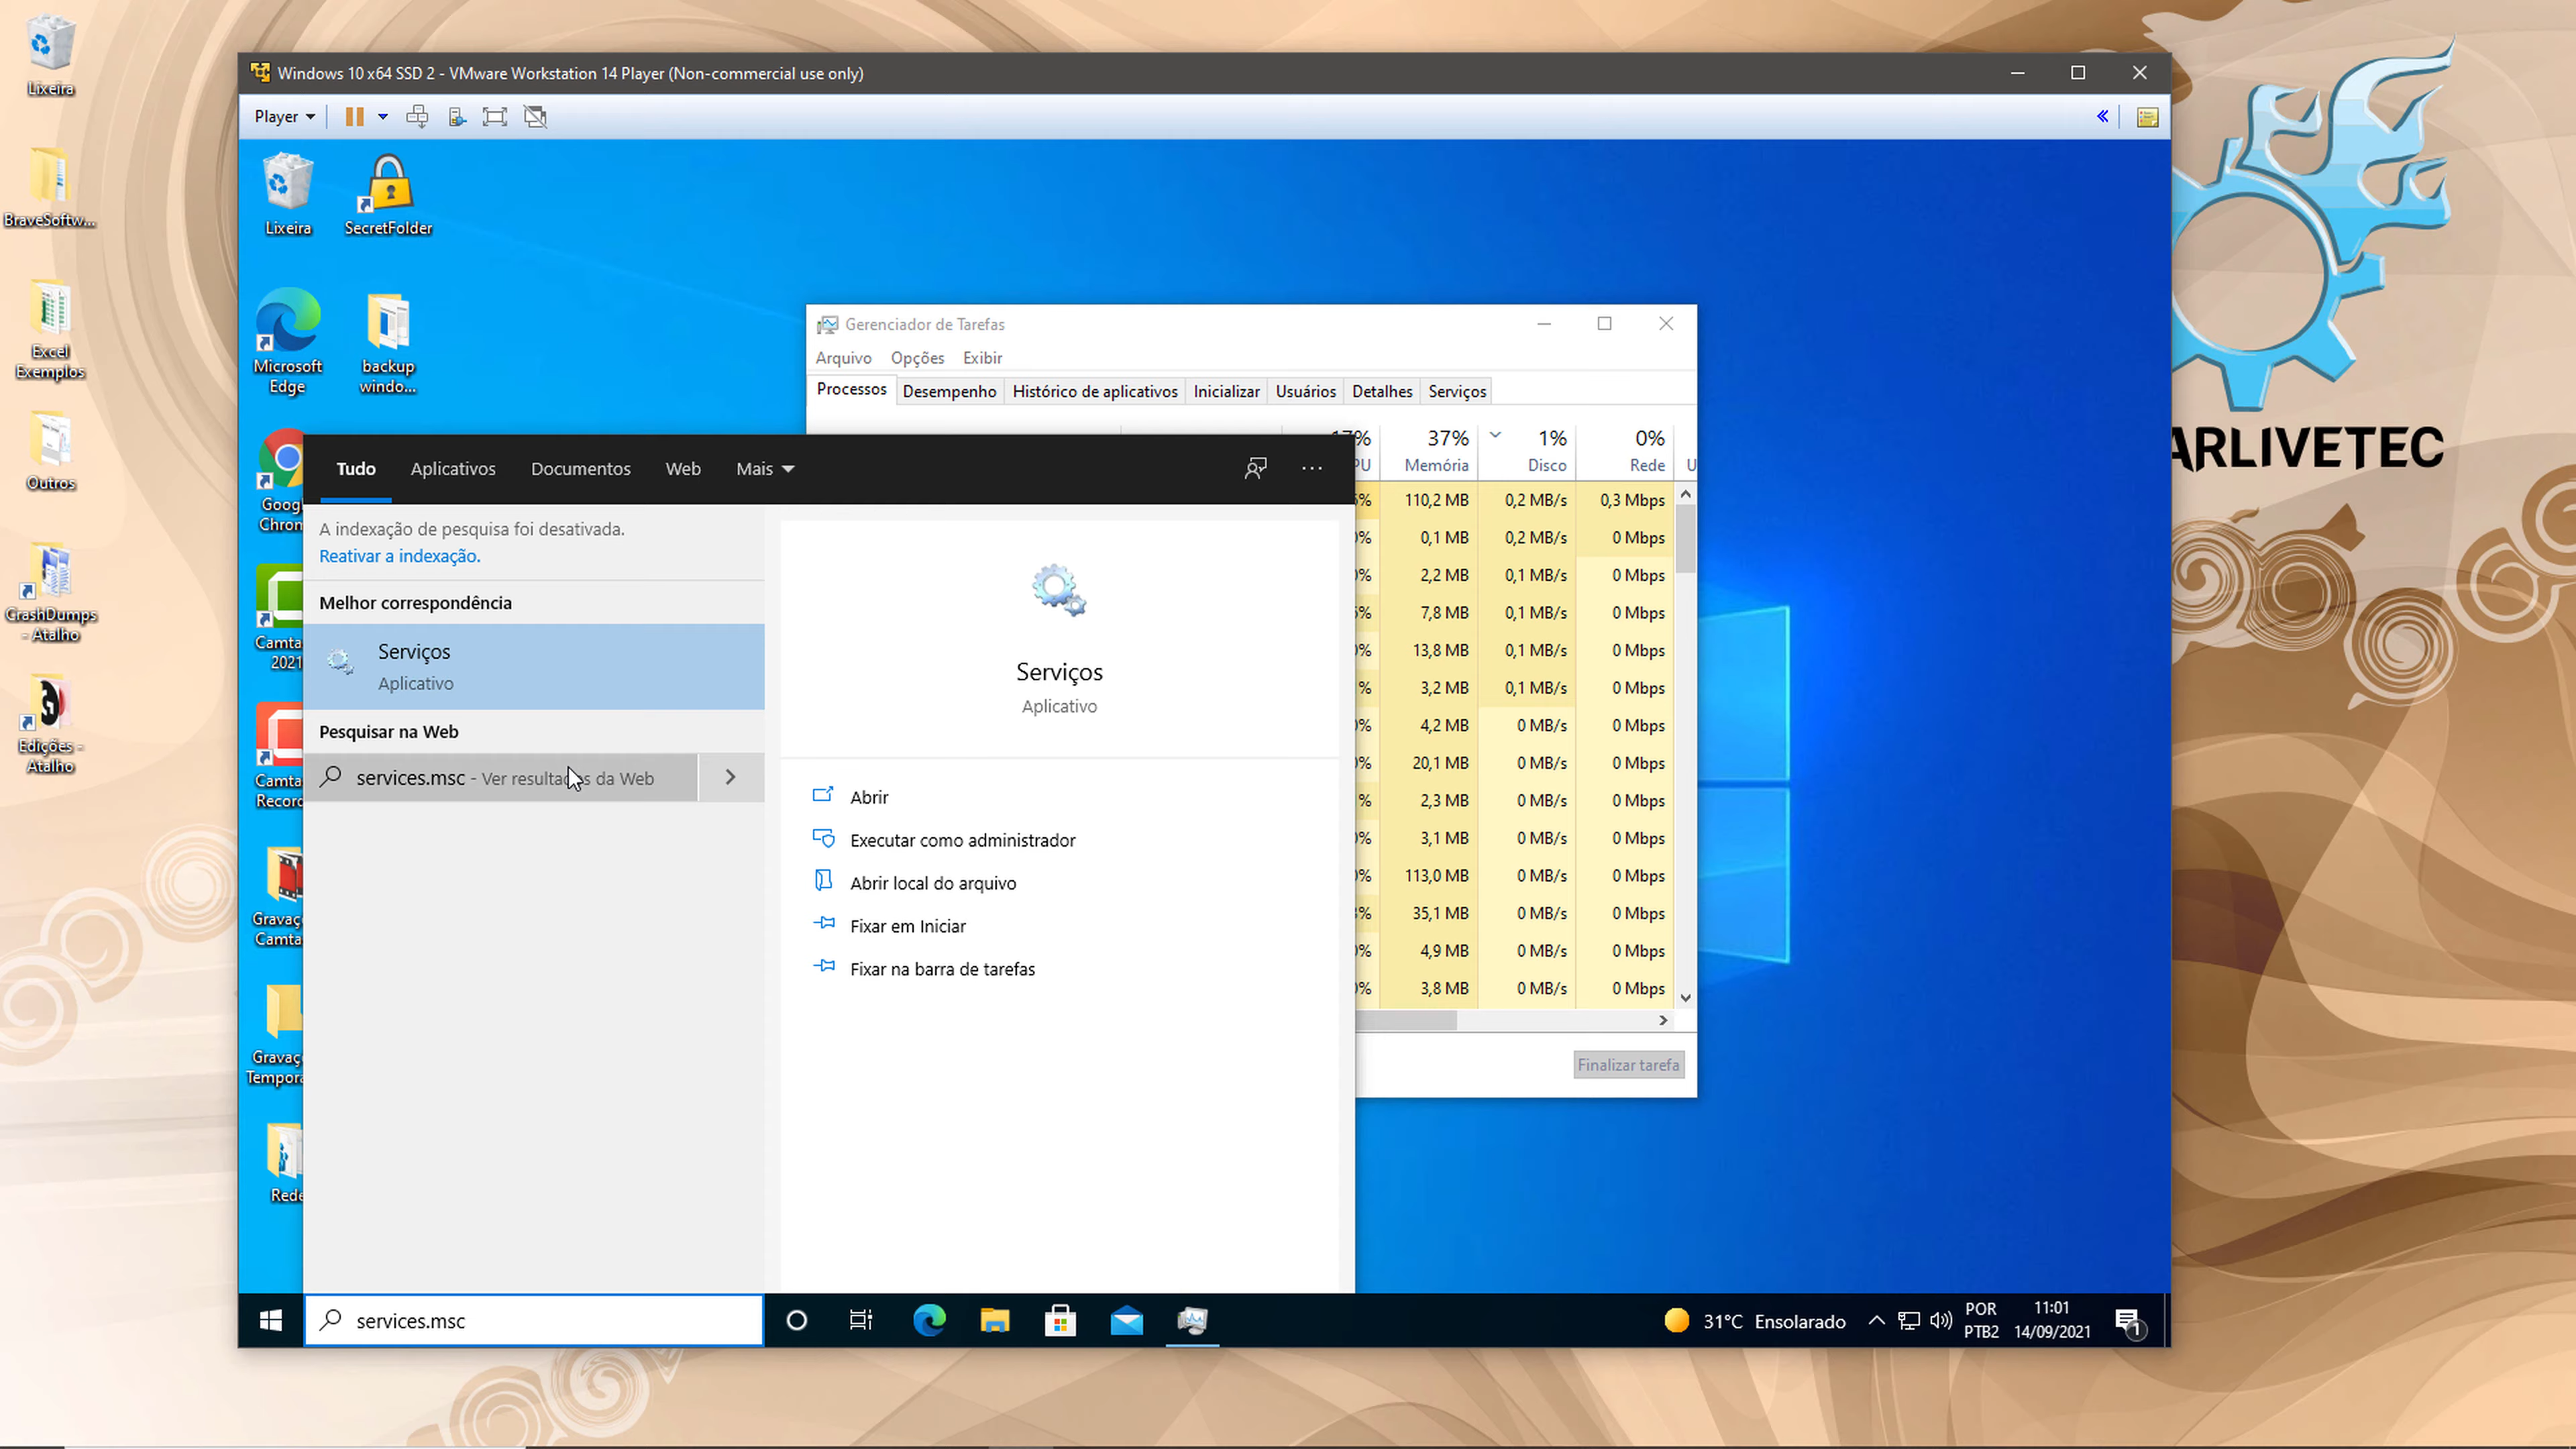 Lixeira
BraveSoftw...
Excel
Exemplos
Outros
CrashDumps
- Atalho
Edições -
Atalho
ARLIVETEC
Windows 10 x64 SSD 2 - VMware Workstation 14 Player (Non-commercial use only)
Player
Lixeira
SecretFolder
Microsoft
Edge
backup
windo...
Goog
Chron
Camta
2021
Camta
Record
Gravaç
Camta
Gravaç
Tempora
Rede
Gerenciador de Tarefas
Arquivo Opções Exibir
Processos Desempenho Histórico de aplicativos Inicializar Usuários Detalhes Serviços
17% 37% 1% 0%
PU Memória Disco Rede U
110,2 MB 0,2 MB/s 0,3 Mbps
0,1 MB 0,2 MB/s 0 Mbps
2,2 MB 0,1 MB/s 0 Mbps
7,8 MB 0,1 MB/s 0 Mbps
13,8 MB 0,1 MB/s 0 Mbps
3,2 MB 0,1 MB/s 0 Mbps
4,2 MB 0 MB/s 0 Mbps
20,1 MB 0 MB/s 0 Mbps
2,3 MB 0 MB/s 0 Mbps
3,1 MB 0 MB/s 0 Mbps
113,0 MB 0 MB/s 0 Mbps
35,1 MB 0 MB/s 0 Mbps
4,9 MB 0 MB/s 0 Mbps
3,8 MB 0 MB/s 0 Mbps
Finalizar tarefa
Tudo Aplicativos Documentos Web Mais
A indexação de pesquisa foi desativada.
Reativar a indexação.
Melhor correspondência
Serviços
Aplicativo
Pesquisar na Web
services.msc - Ver resultados da Web
Serviços
Aplicativo
Abrir
Executar como administrador
Abrir local do arquivo
Fixar em Iniciar
Fixar na barra de tarefas
services.msc
31°C Ensolarado
POR
PTB2
11:01
14/09/2021
1